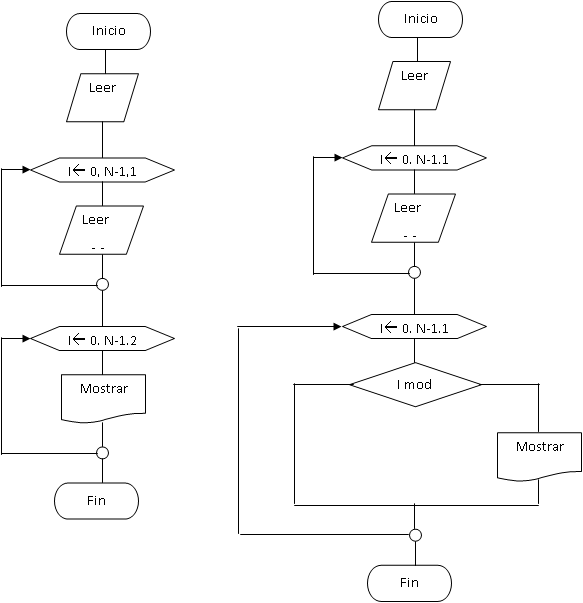 Inicio
Leer
I← 0, N-1,1
Leer
- -
I← 0. N-1.2
Mostrar
Fin
Inicio
Leer
I← 0. N-1.1
Leer
- -
I← 0. N-1.1
I mod
Mostrar
Fin